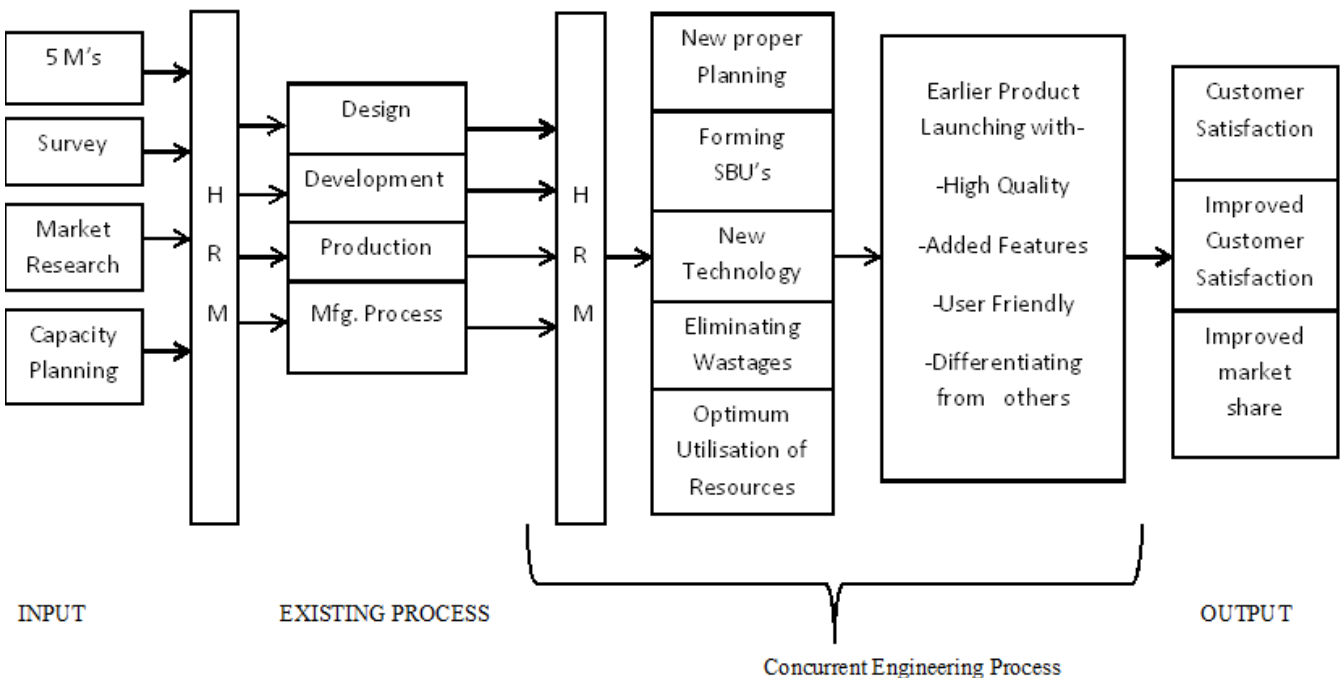 5 M's
Survey
Market
Research
Capacity
Planning
H
R
M
Design
Development
Production
Mfg. Process
H
R
M
New proper
Planning
Forming
SBU's
New
Technology
Eliminating
Wastages
Optimum
Utilisation of
Resources
Earlier Product
Launching with-
-High Quality
-Added Features
-User Friendly
-Differentiating
from others
Customer
Satisfaction
Improved
Customer
Satisfaction
Improved
market
share
INPUT
EXISTING PROCESS
OUTPUT
Concurrent Engineering Process